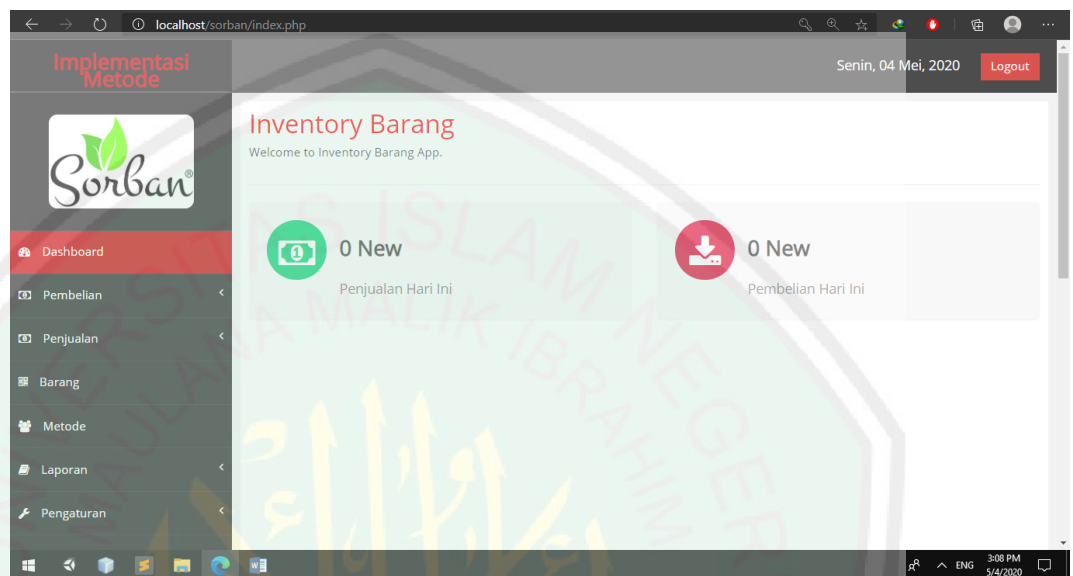 localhost/sorban/index.php
Implementasi
Metode
Senin, 04 Mei, 2020
Logout
Sorban®
Inventory Barang
Welcome to Inventory Barang App.
0 New
Penjualan Hari Ini
0 New
Pembelian Hari Ini
Dashboard
Pembelian
Penjualan
Barang
Metode
Laporan
Pengaturan
ENG
3:08 PM
5/4/2020